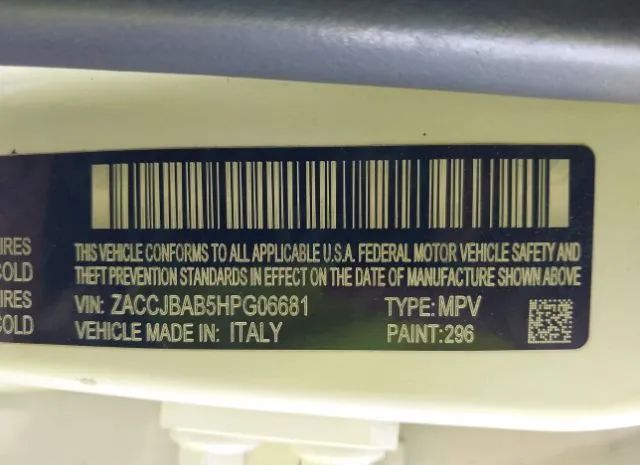 THIS VEHICLE CONFORMS TO ALL APPLICABLE U.S.A. FEDERAL MOTOR VEHICLE SAFETY AND
THEFT PREVENTION STANDARDS IN EFFECT ON THE DATE OF MANUFACTURE SHOWN ABOVE
VIN: ZACCJBAB5HPG06681 TYPE: MPV
VEHICLE MADE IN: ITALY PAINT: 296
IRES
COLD
IRES
COLD